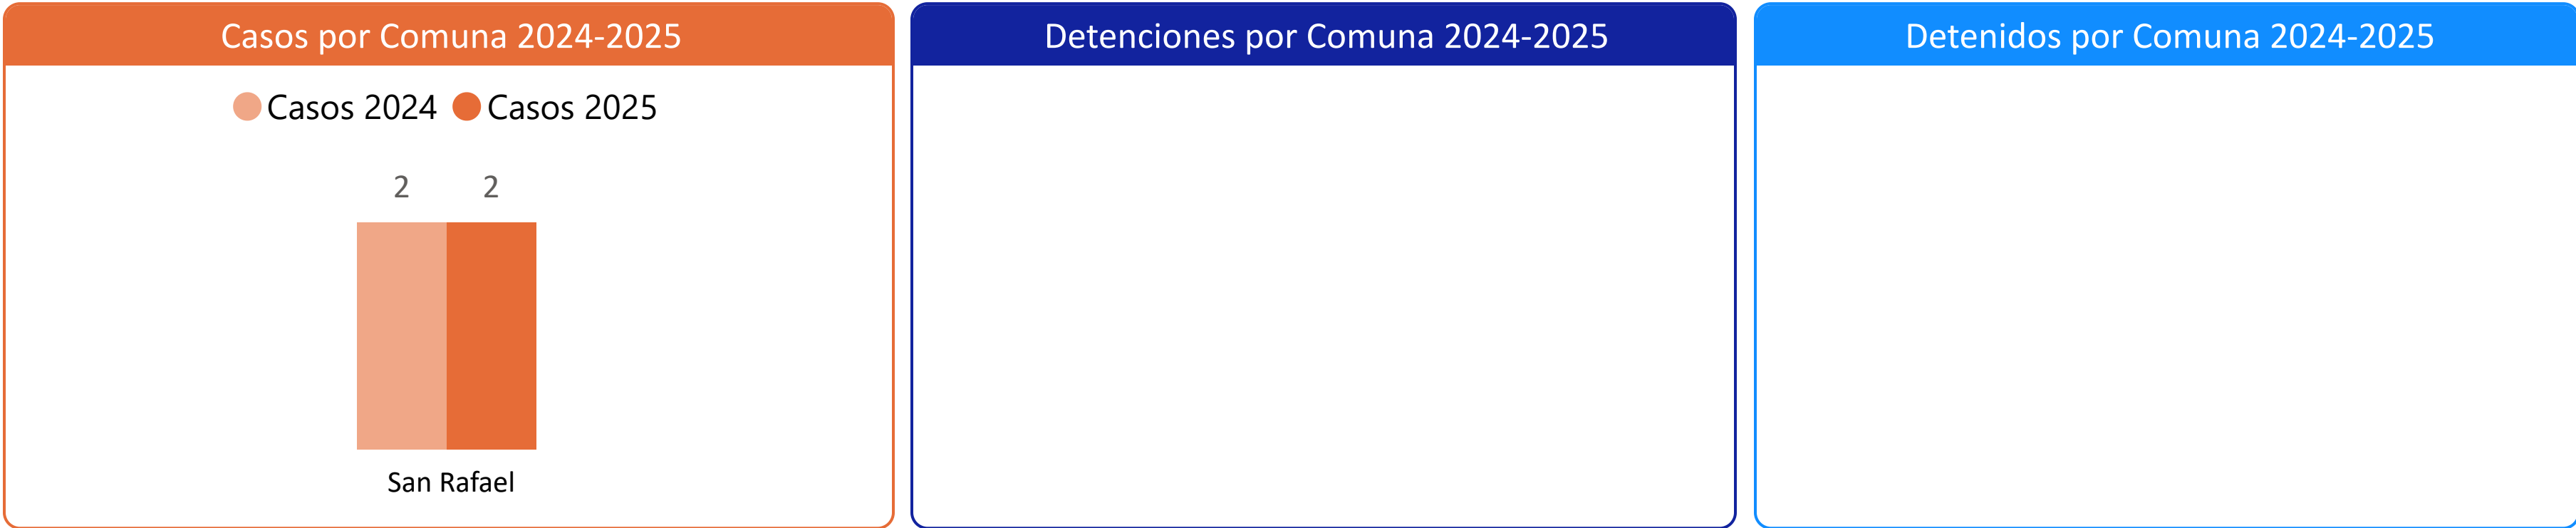 Casos por Comuna 2024-2025
Casos 2024 Casos 2025
2 2
San Rafael
Detenciones por Comuna 2024-2025
Detenidos por Comuna 2024-2025